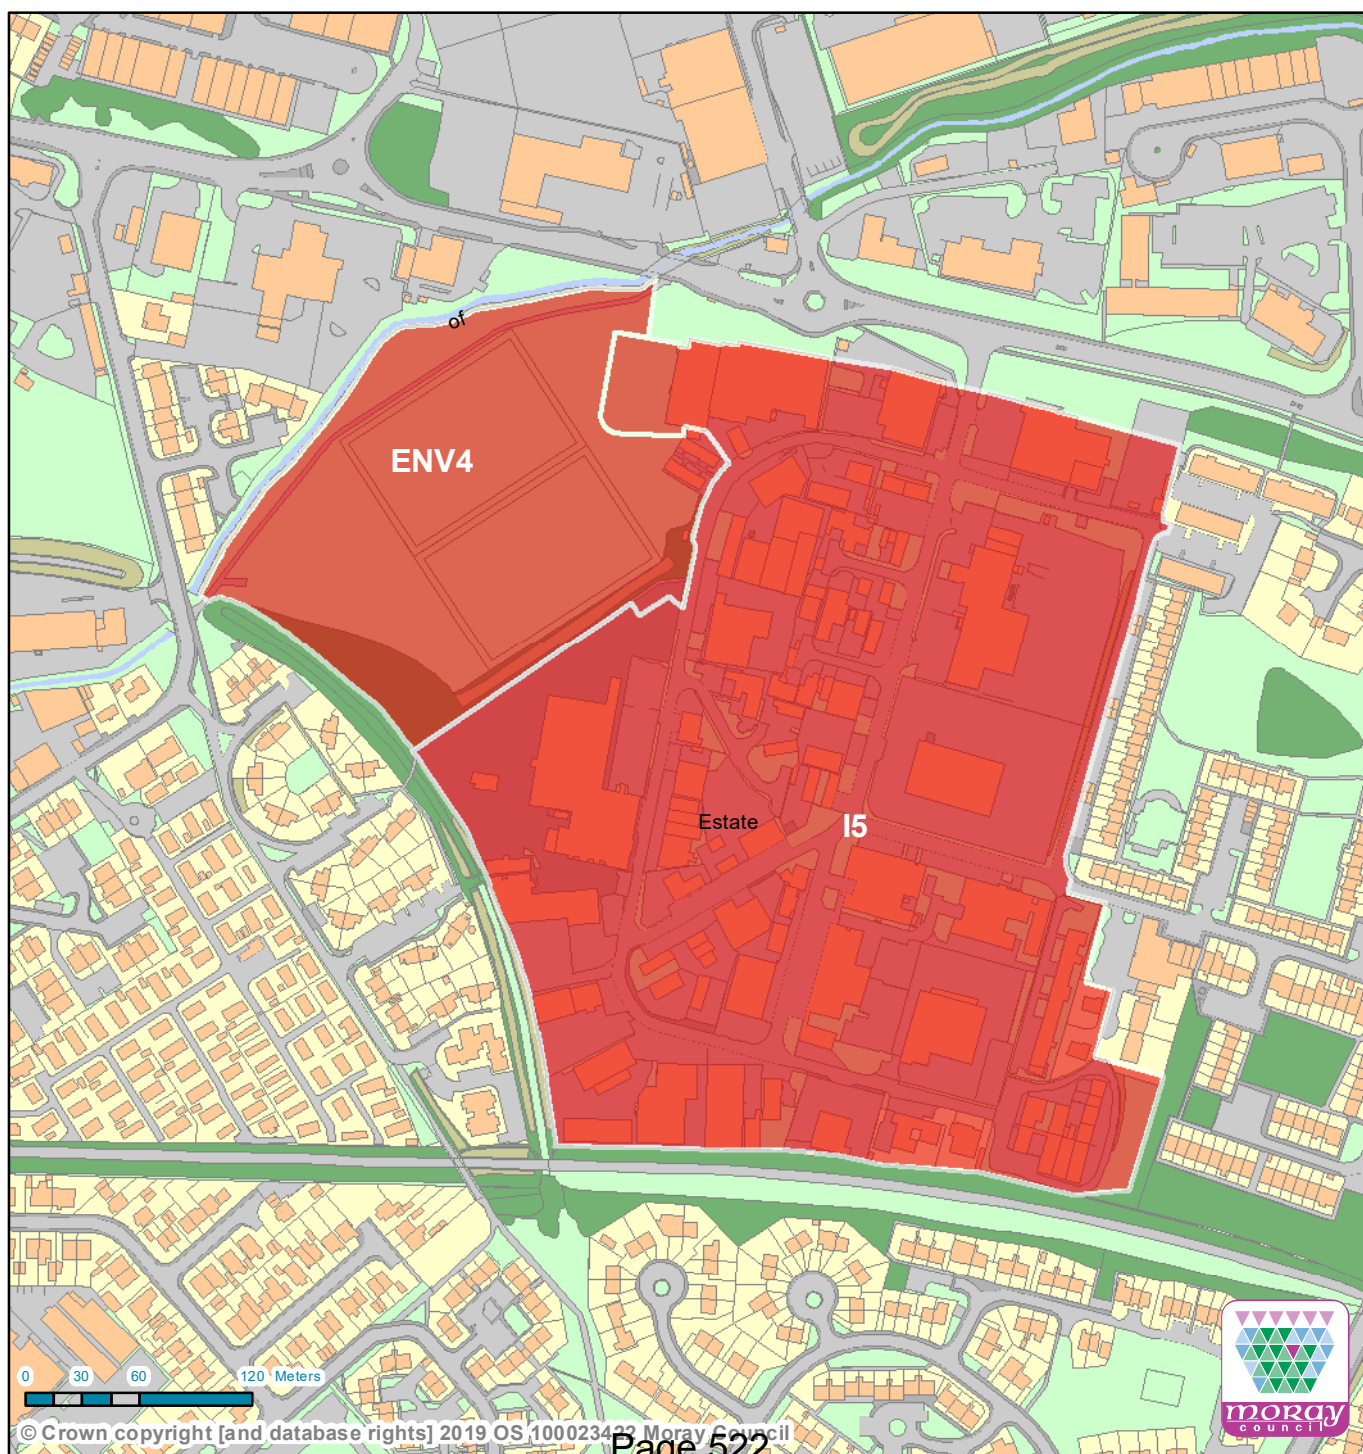 of
ENV4
Estate
I5
0 30 60 120 Meters
© Crown copyright [and database rights] 2019 OS 100023422 Moray Council
Page 522
moray
council